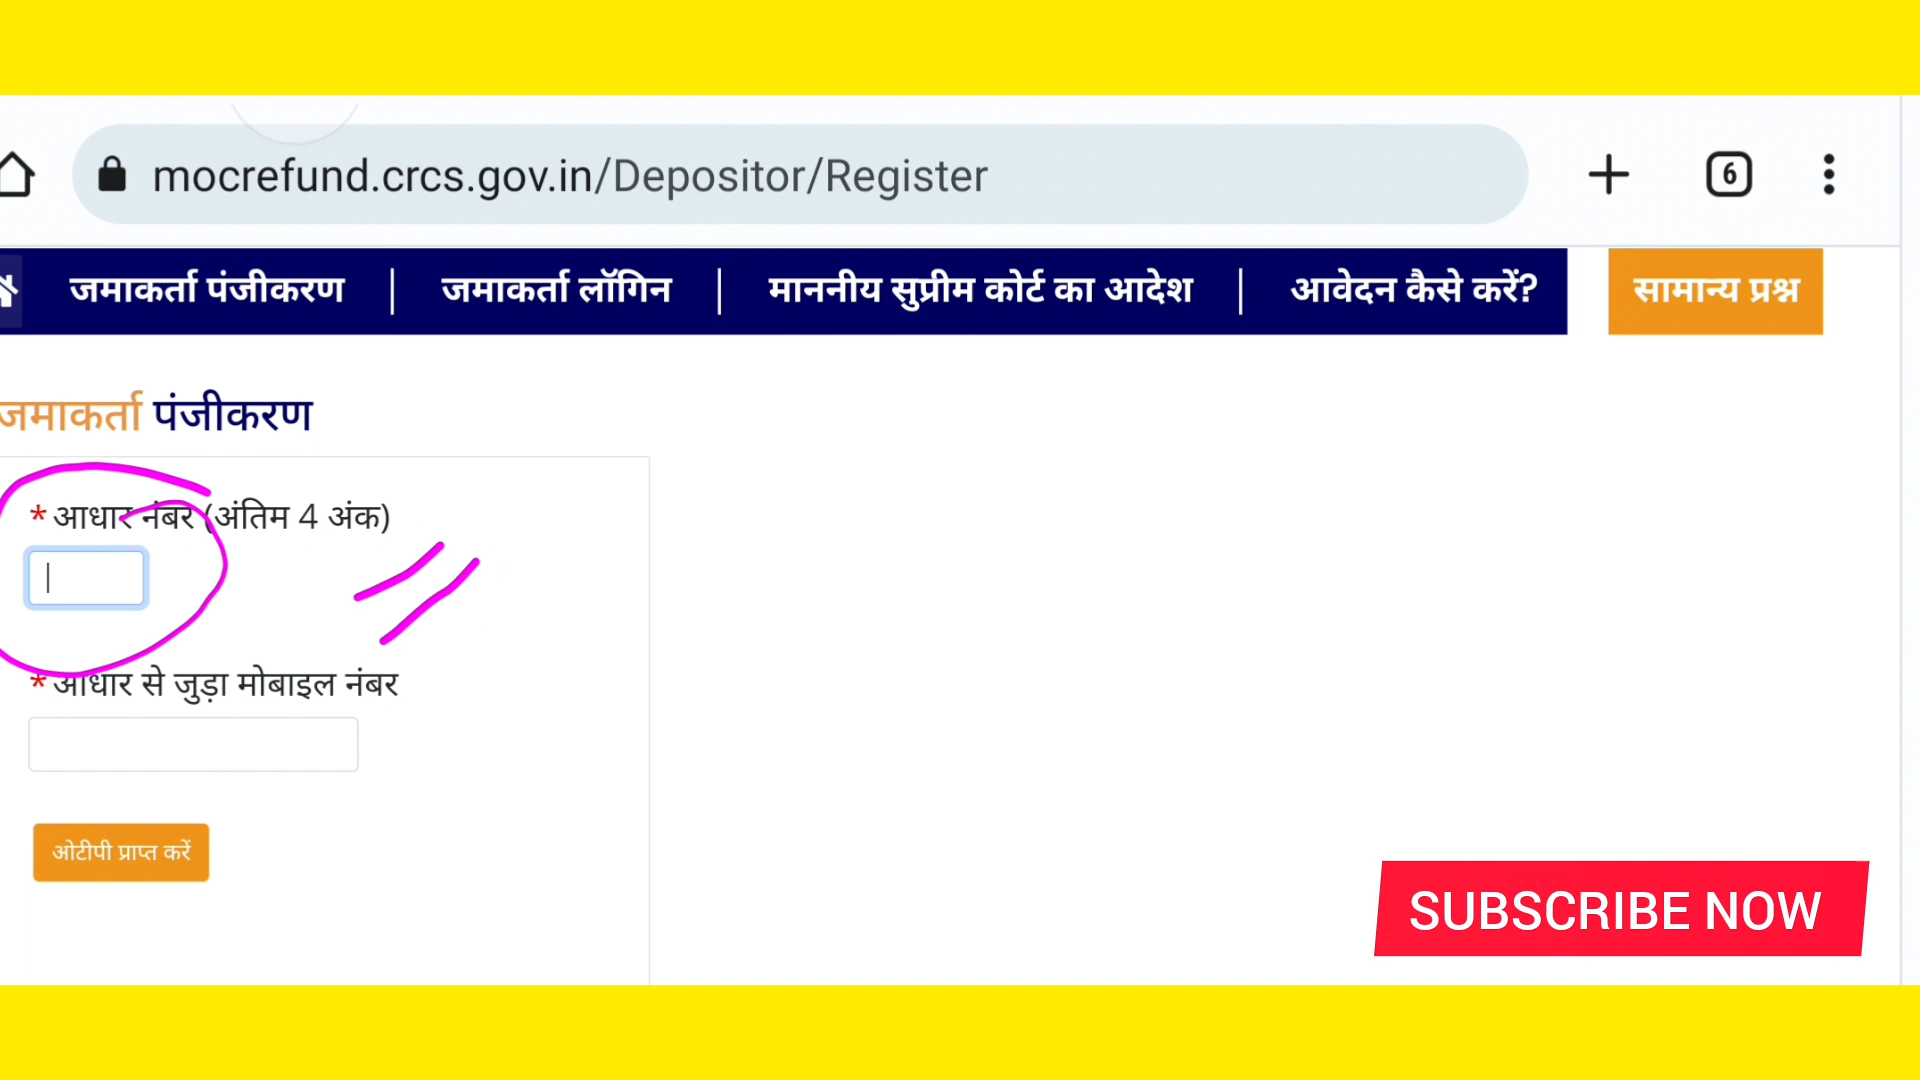 mocrefund.crcs.gov.in/Depositor/Register
6
जमाकर्ता पंजीकरण | जमाकर्ता लॉगिन | माननीय सुप्रीम कोर्ट का आदेश | आवेदन कैसे करें? सामान्य प्रश्न
जमाकर्ता पंजीकरण
* आधार नंबर (अंतिम 4 अंक)
* आधार से जुड़ा मोबाइल नंबर
ओटीपी प्राप्त करें
SUBSCRIBE NOW